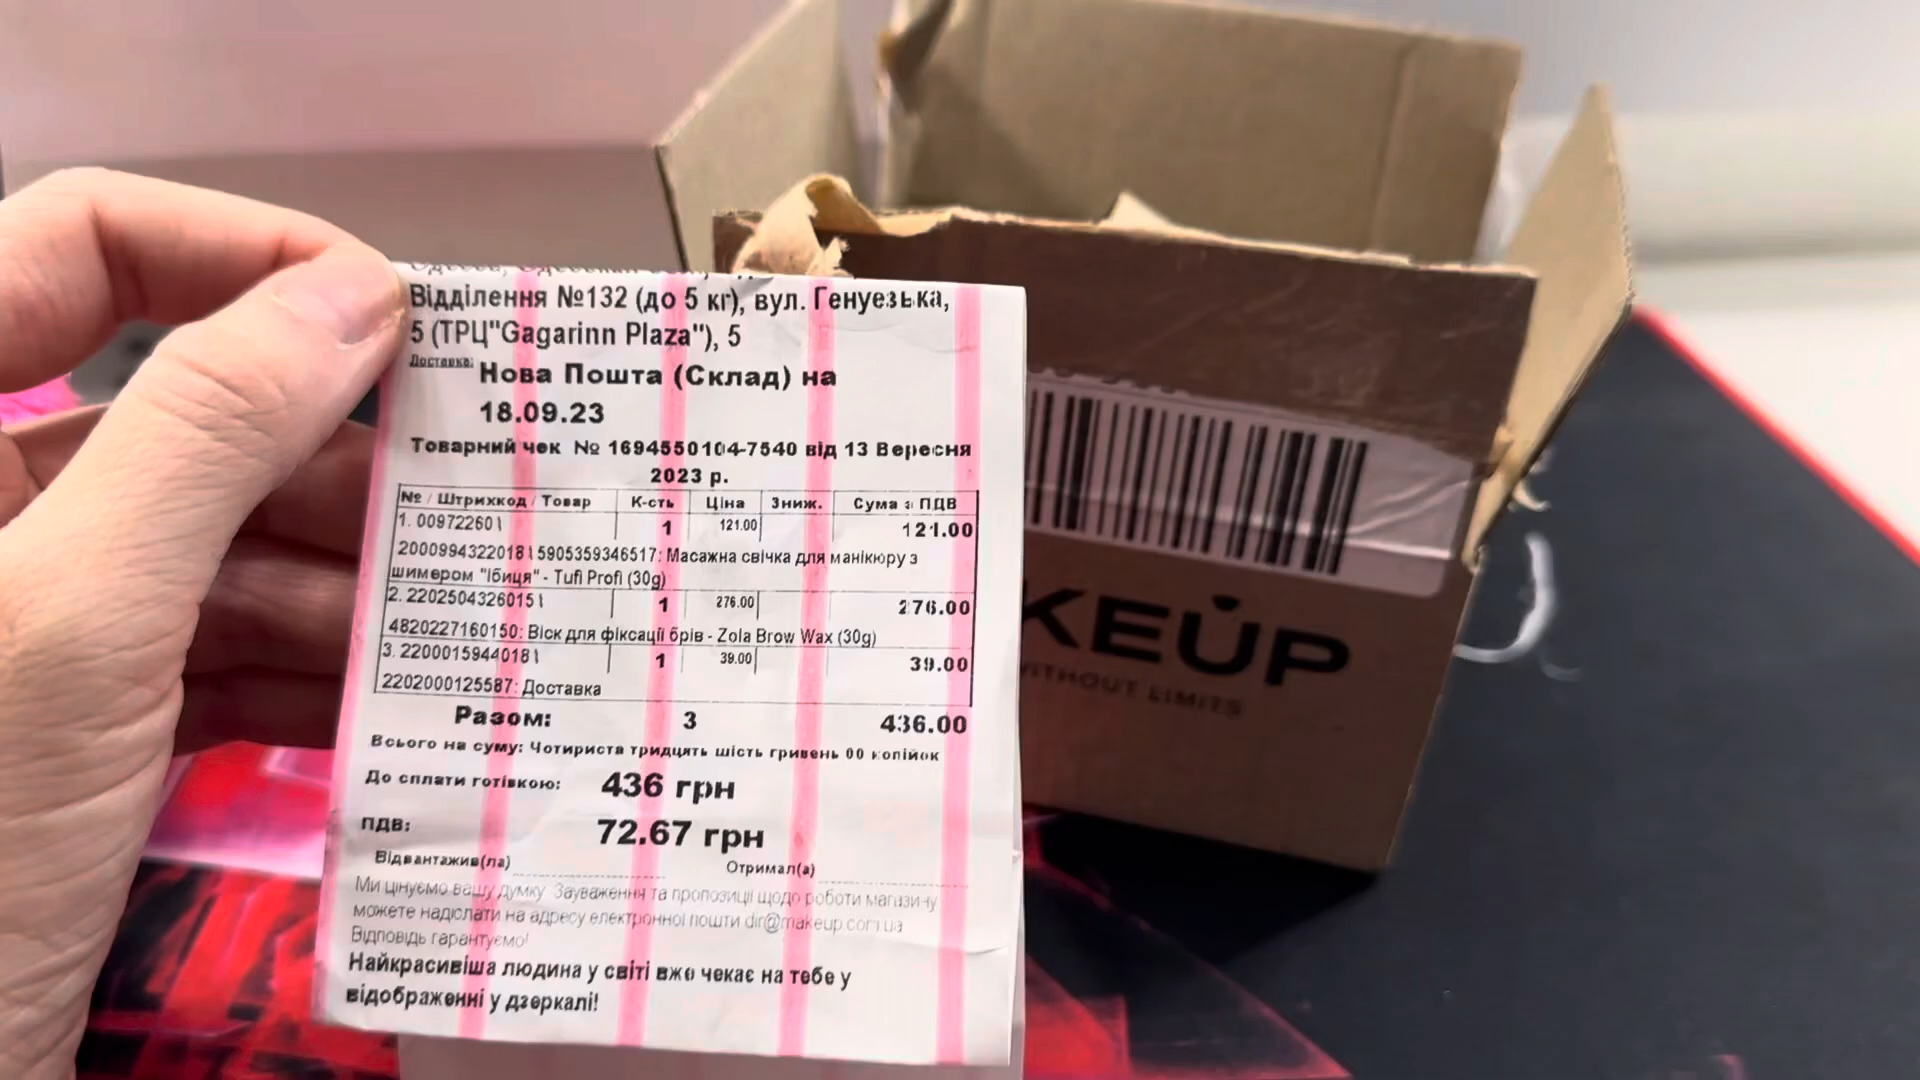 Відділення №132 (до 5 кг), вул. Генуезька,
5 (ТРЦ"Gagarinn Plaza"), 5
Доставка: Нова Пошта (Склад) на
18.09.23
Товарний чек № 1694550104-7540 від 13 Вересня
2023 р.
№ / Штрихкод / Товар К-сть Ціна Зниж. Сума з ПДВ
1. 00972260 \ 1 121.00 121.00
2000994322018 \ 5905359346517: Масажна свічка для манікюру з
шимером "Ібиця" - Tufi Profi (30g)
2. 2202504326015 \ 1 276.00 276.00
4820227160150: Віск для фіксації брів - Zola Brow Wax (30g)
3. 2200015944018 \ 1 39.00 39.00
2202000125587: Доставка
Разом: 3 436.00
Всього на суму: Чотириста тридцять шість гривень 00 копійок
До сплати готівкою: 436 грн
ПДВ: 72.67 грн
Відвантажив(ла) Отримал(а)
Ми цінуємо вашу думку Зауваження та пропозиції щодо роботи магазину
можете надіслати на адресу електронної пошти dir@makeup.com.ua
Відповідь гарантуємо!
Найкрасивіша людина у світі вже чекає на тебе у
відображенні у дзеркалі!
KEUP
WITHOUT LIMITS